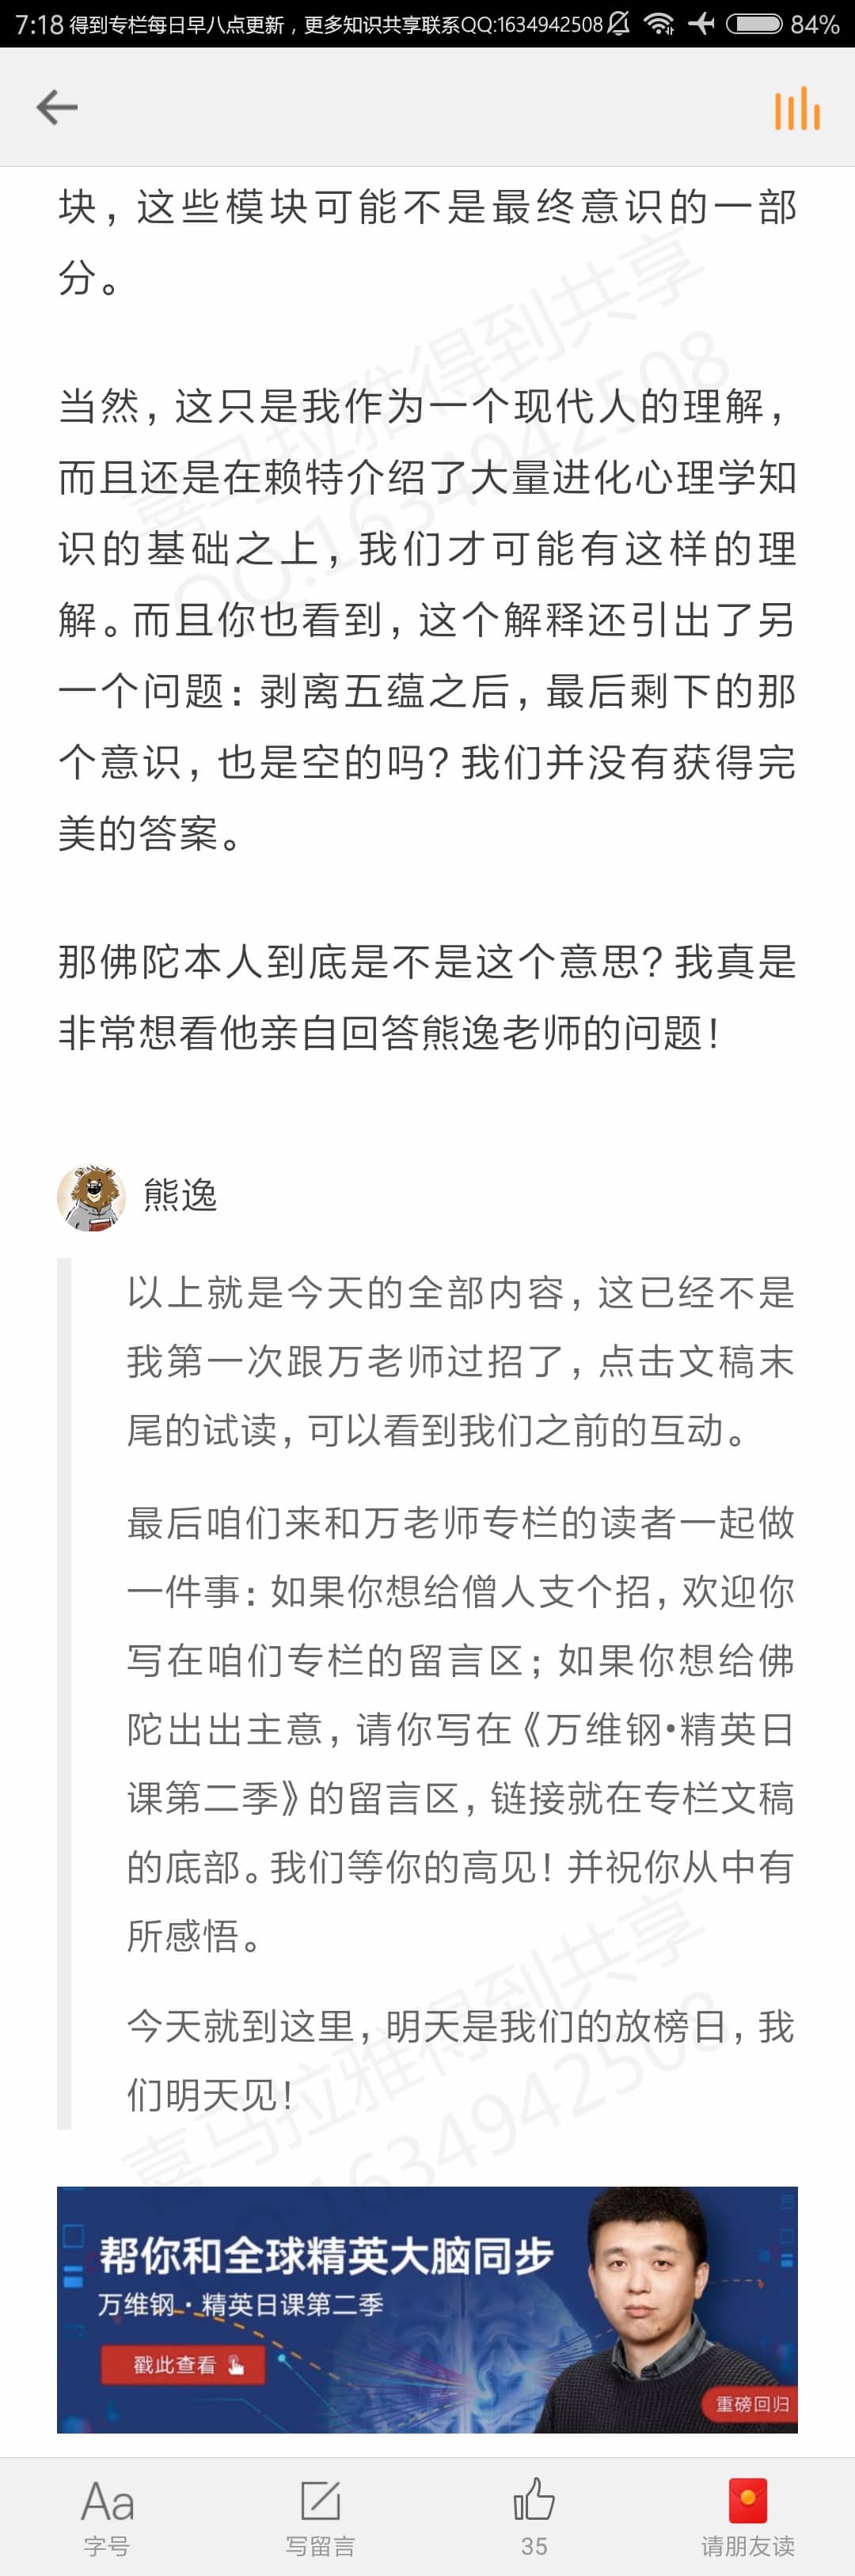 7:18 得到专栏每日早八点更新，更多知识共享联系QQ:1634942508 84%
块，这些模块可能不是最终意识的一部
分。
当然，这只是我作为一个现代人的理解，
而且还是在赖特介绍了大量进化心理学知
识的基础之上，我们才可能有这样的理
解。而且你也看到，这个解释还引出了另
一个问题：剥离五蕴之后，最后剩下的那
个意识，也是空的吗？我们并没有获得完
美的答案。
那佛陀本人到底是不是这个意思？我真是
非常想看他亲自回答熊逸老师的问题！
喜马拉雅得到共享
QQ:1634942508
熊逸
以上就是今天的全部内容，这已经不是
我第一次跟万老师过招了，点击文稿末
尾的试读，可以看到我们之前的互动。
最后咱们来和万老师专栏的读者一起做
一件事：如果你想给僧人支个招，欢迎你
写在咱们专栏的留言区；如果你想给佛
陀出出主意，请你写在《万维钢•精英日
课第二季》的留言区，链接就在专栏文稿
的底部。我们等你的高见！并祝你从中有
所感悟。
今天就到这里，明天是我们的放榜日，我
们明天见！
喜马拉雅得到共享
QQ:1634942508
帮你和全球精英大脑同步
万维钢·精英日课第二季
戳此查看
重磅回归
Aa
字号 写留言 35 请朋友读